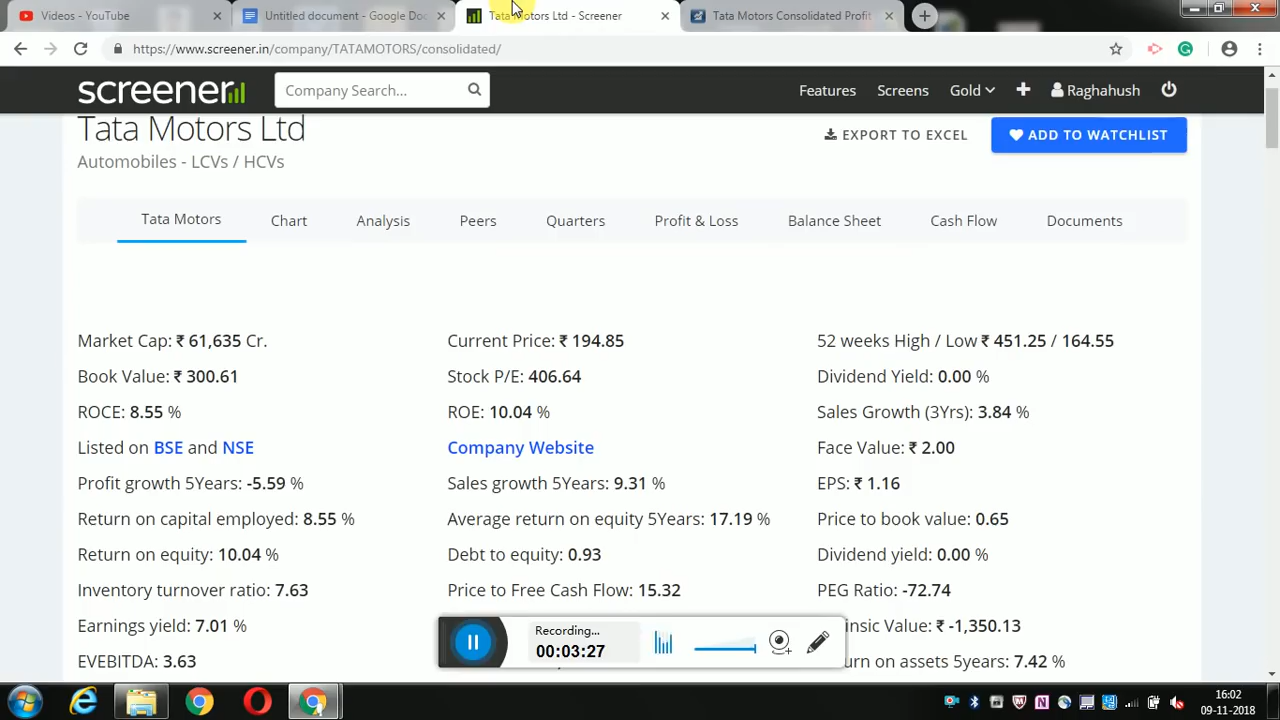 Videos - YouTube
Untitled document - Google Doc
Tata Motors Ltd - Screener
Tata Motors Consolidated Profit
https://www.screener.in/company/TATAMOTORS/consolidated/
screener
Company Search...
Features
Screens
Gold
Raghahush
Tata Motors Ltd
EXPORT TO EXCEL
ADD TO WATCHLIST
Automobiles - LCVs / HCVs
Tata Motors
Chart
Analysis
Peers
Quarters
Profit & Loss
Balance Sheet
Cash Flow
Documents
Market Cap: ₹ 61,635 Cr.
Current Price: ₹ 194.85
52 weeks High / Low ₹ 451.25 / 164.55
Book Value: ₹ 300.61
Stock P/E: 406.64
Dividend Yield: 0.00 %
ROCE: 8.55 %
ROE: 10.04 %
Sales Growth (3Yrs): 3.84 %
Listed on BSE and NSE
Company Website
Face Value: ₹ 2.00
Profit growth 5Years: -5.59 %
Sales growth 5Years: 9.31 %
EPS: ₹ 1.16
Return on capital employed: 8.55 %
Average return on equity 5Years: 17.19 %
Price to book value: 0.65
Return on equity: 10.04 %
Debt to equity: 0.93
Dividend yield: 0.00 %
Inventory turnover ratio: 7.63
Price to Free Cash Flow: 15.32
PEG Ratio: -72.74
Earnings yield: 7.01 %
insic Value: ₹ -1,350.13
EVEBITDA: 3.63
urn on assets 5years: 7.42 %
Recording...
00:03:27
16:02
09-11-2018